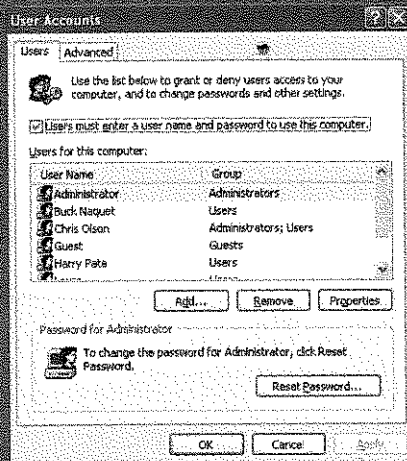 User Accounts
Users Advanced
Use the list below to grant or deny users access to your
computer, and to change passwords and other settings.
Users must enter a user name and password to use this computer.
Users for this computer:
User Name Group
Administrator Administrators
Buck Naquet Users
Chris Olson Administrators; Users
Guest Guests
Harry Pate Users
Add... Remove Properties
Password for Administrator
To change the password for Administrator, click Reset
Password.
Reset Password...
OK Cancel Apply